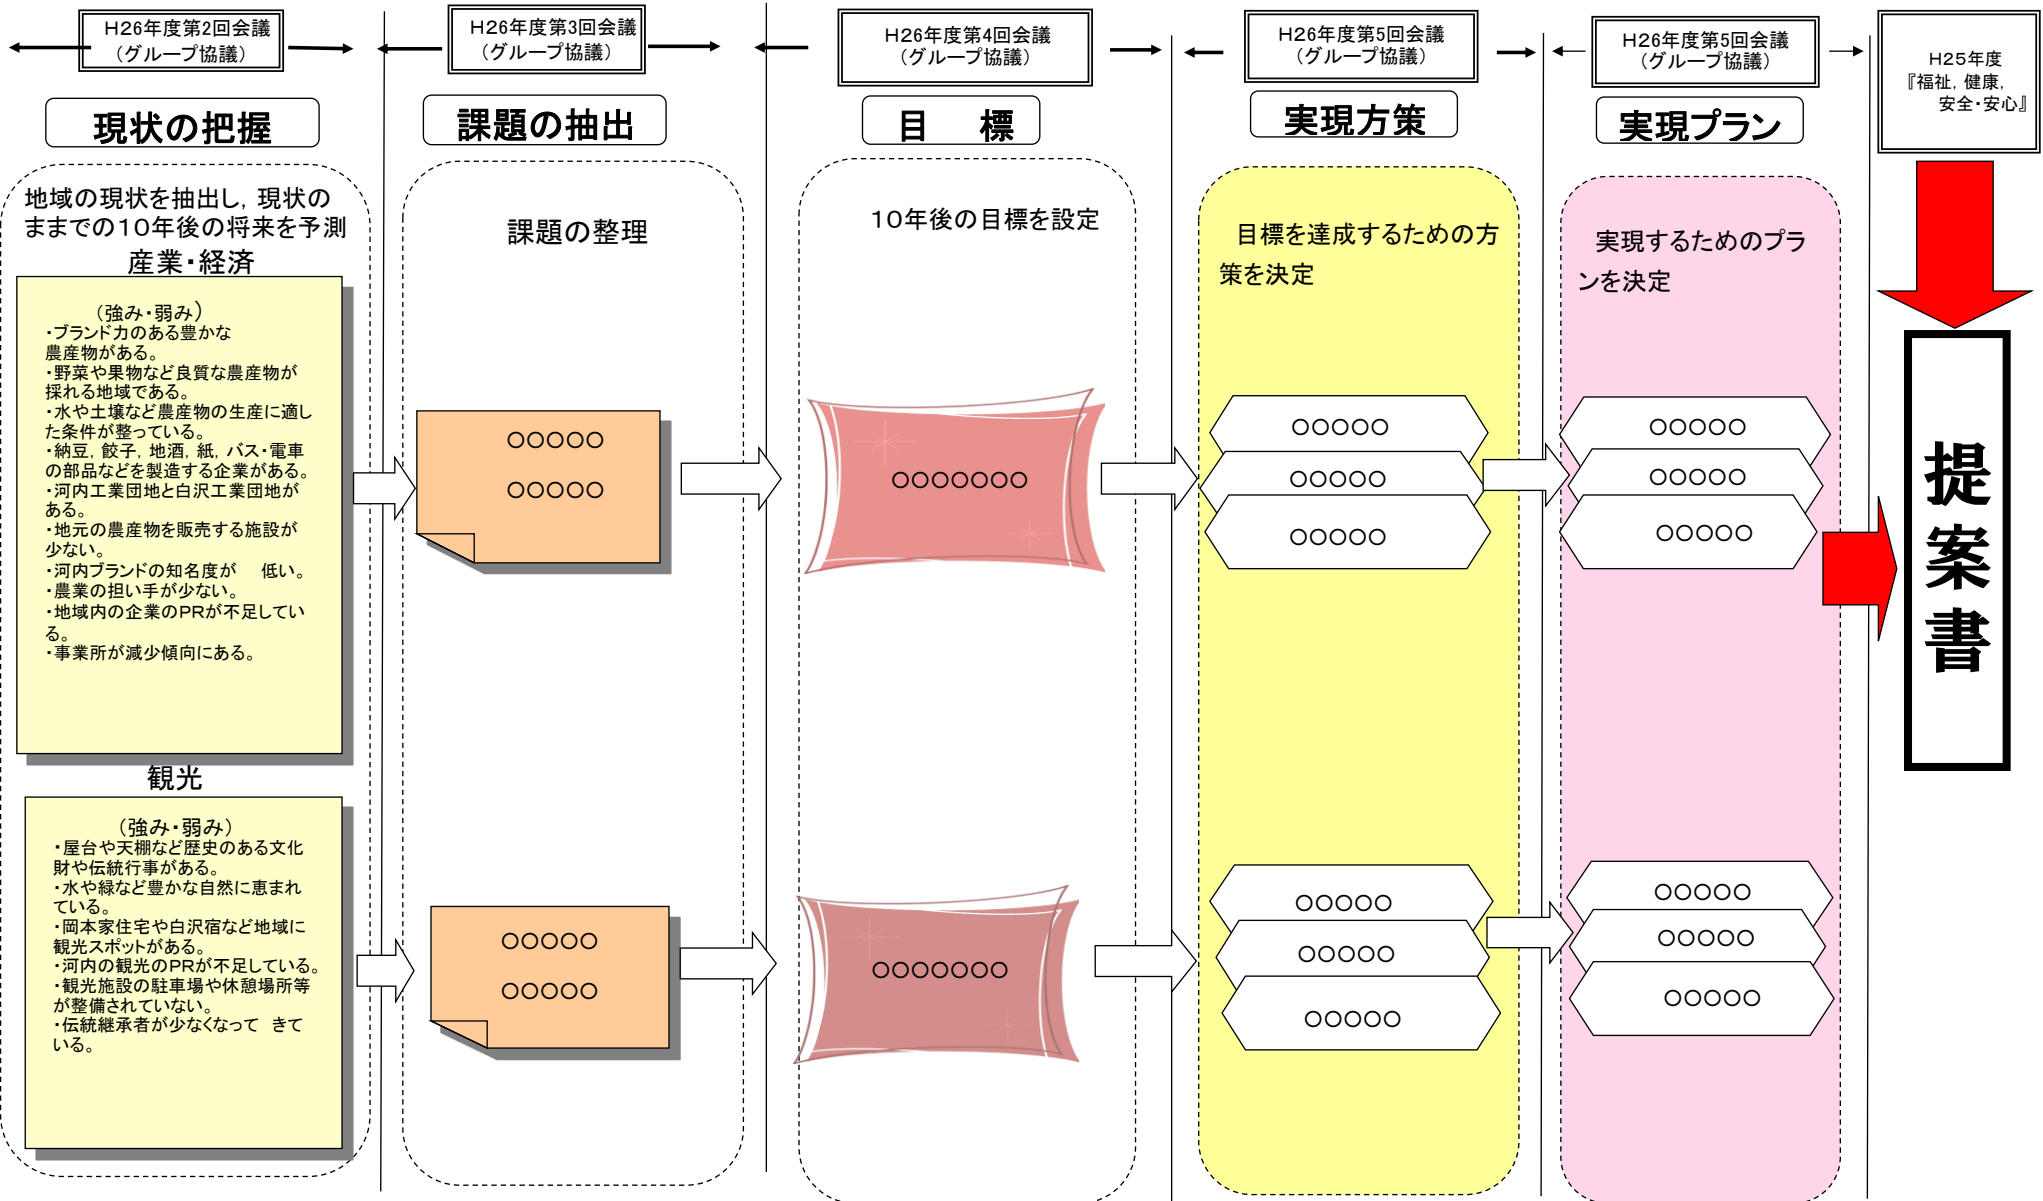 H26年度第2回会議
（グループ協議）
現状の把握
地域の現状を抽出し，現状の
ままでの10年後の将来を予測
産業・経済
（強み・弱み）
・ブランド力のある豊かな
農産物がある。
・野菜や果物など良質な農産物が
採れる地域である。
・水や土壌など農産物の生産に適し
た条件が整っている。
・納豆，餃子，地酒，紙，バス・電車
の部品などを製造する企業がある。
・河内工業団地と白沢工業団地が
ある。
・地元の農産物を販売する施設が
少ない。
・河内ブランドの知名度が　低い。
・農業の担い手が少ない。
・地域内の企業のPRが不足してい
る。
・事業所が減少傾向にある。
観光
（強み・弱み）
・屋台や天棚など歴史のある文化
財や伝統行事がある。
・水や緑など豊かな自然に恵まれ
ている。
・岡本家住宅や白沢宿など地域に
観光スポットがある。
・河内の観光のPRが不足している。
・観光施設の駐車場や休憩場所等
が整備されていない。
・伝統継承者が少なくなって　きて
いる。
H26年度第3回会議
（グループ協議）
課題の抽出
課題の整理
○○○○○
○○○○○
○○○○○
○○○○○
H26年度第4回会議
（グループ協議）
目　標
10年後の目標を設定
○○○○○○○
○○○○○○○
H26年度第5回会議
（グループ協議）
実現方策
目標を達成するための方
策を決定
○○○○○
○○○○○
○○○○○
○○○○○
○○○○○
○○○○○
H26年度第5回会議
（グループ協議）
実現プラン
実現するためのプラ
ンを決定
○○○○○
○○○○○
○○○○○
○○○○○
○○○○○
○○○○○
H25年度
『福祉，健康，
安全・安心』
提案書